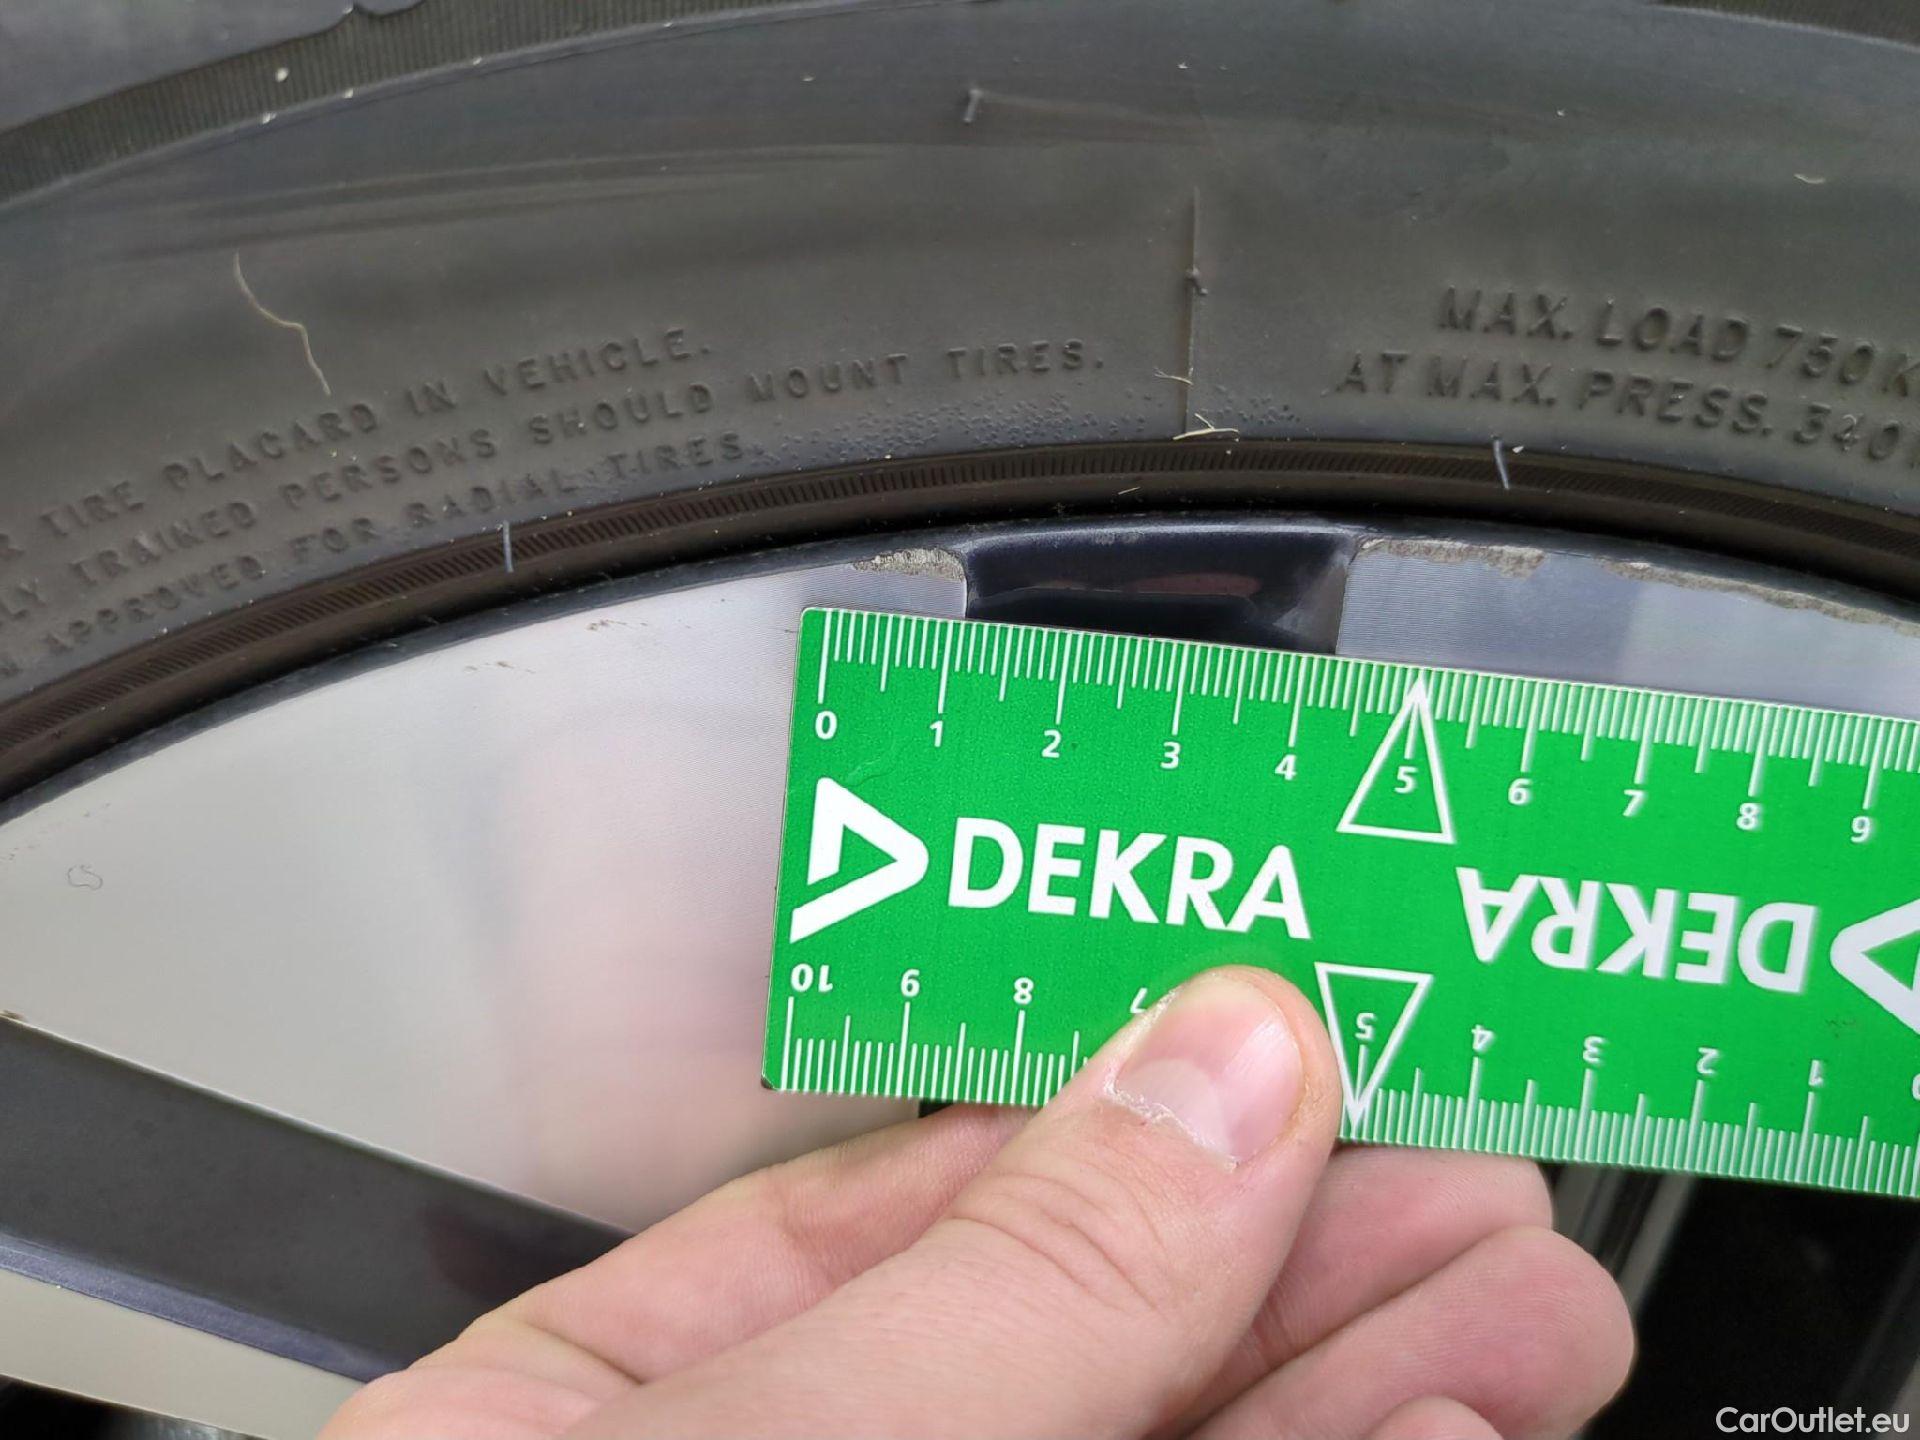 TIRE PLACARD IN VEHICLE.
TRAINED PERSONS SHOULD MOUNT TIRES.
APPROVED FOR RADIAL TIRES
MAX. LOAD 750 K
AT MAX. PRESS. 340
0 1 2 3 4 5 6 7 8 9
DEKRA
DEKRA
10 9 8 7 5 4 3 2 1
CarOutlet.eu